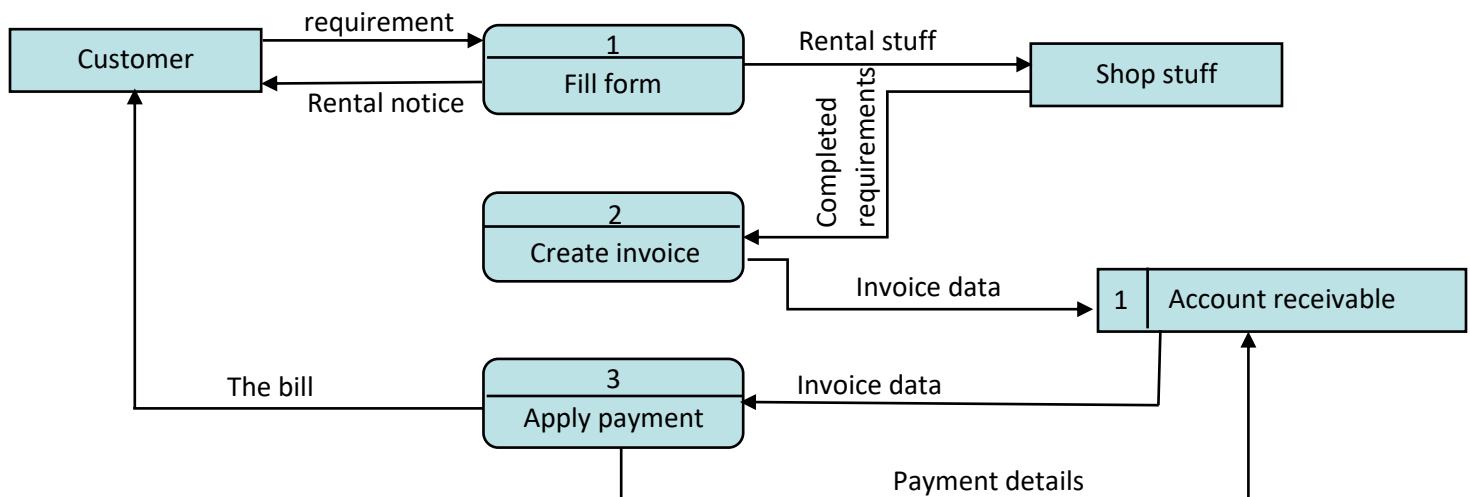 requirement
Customer
1
Fill form
Rental notice
Rental stuff
Shop stuff
Completed
requirements
2
Create invoice
Invoice data
1 Account receivable
The bill
3
Apply payment
Invoice data
Payment details